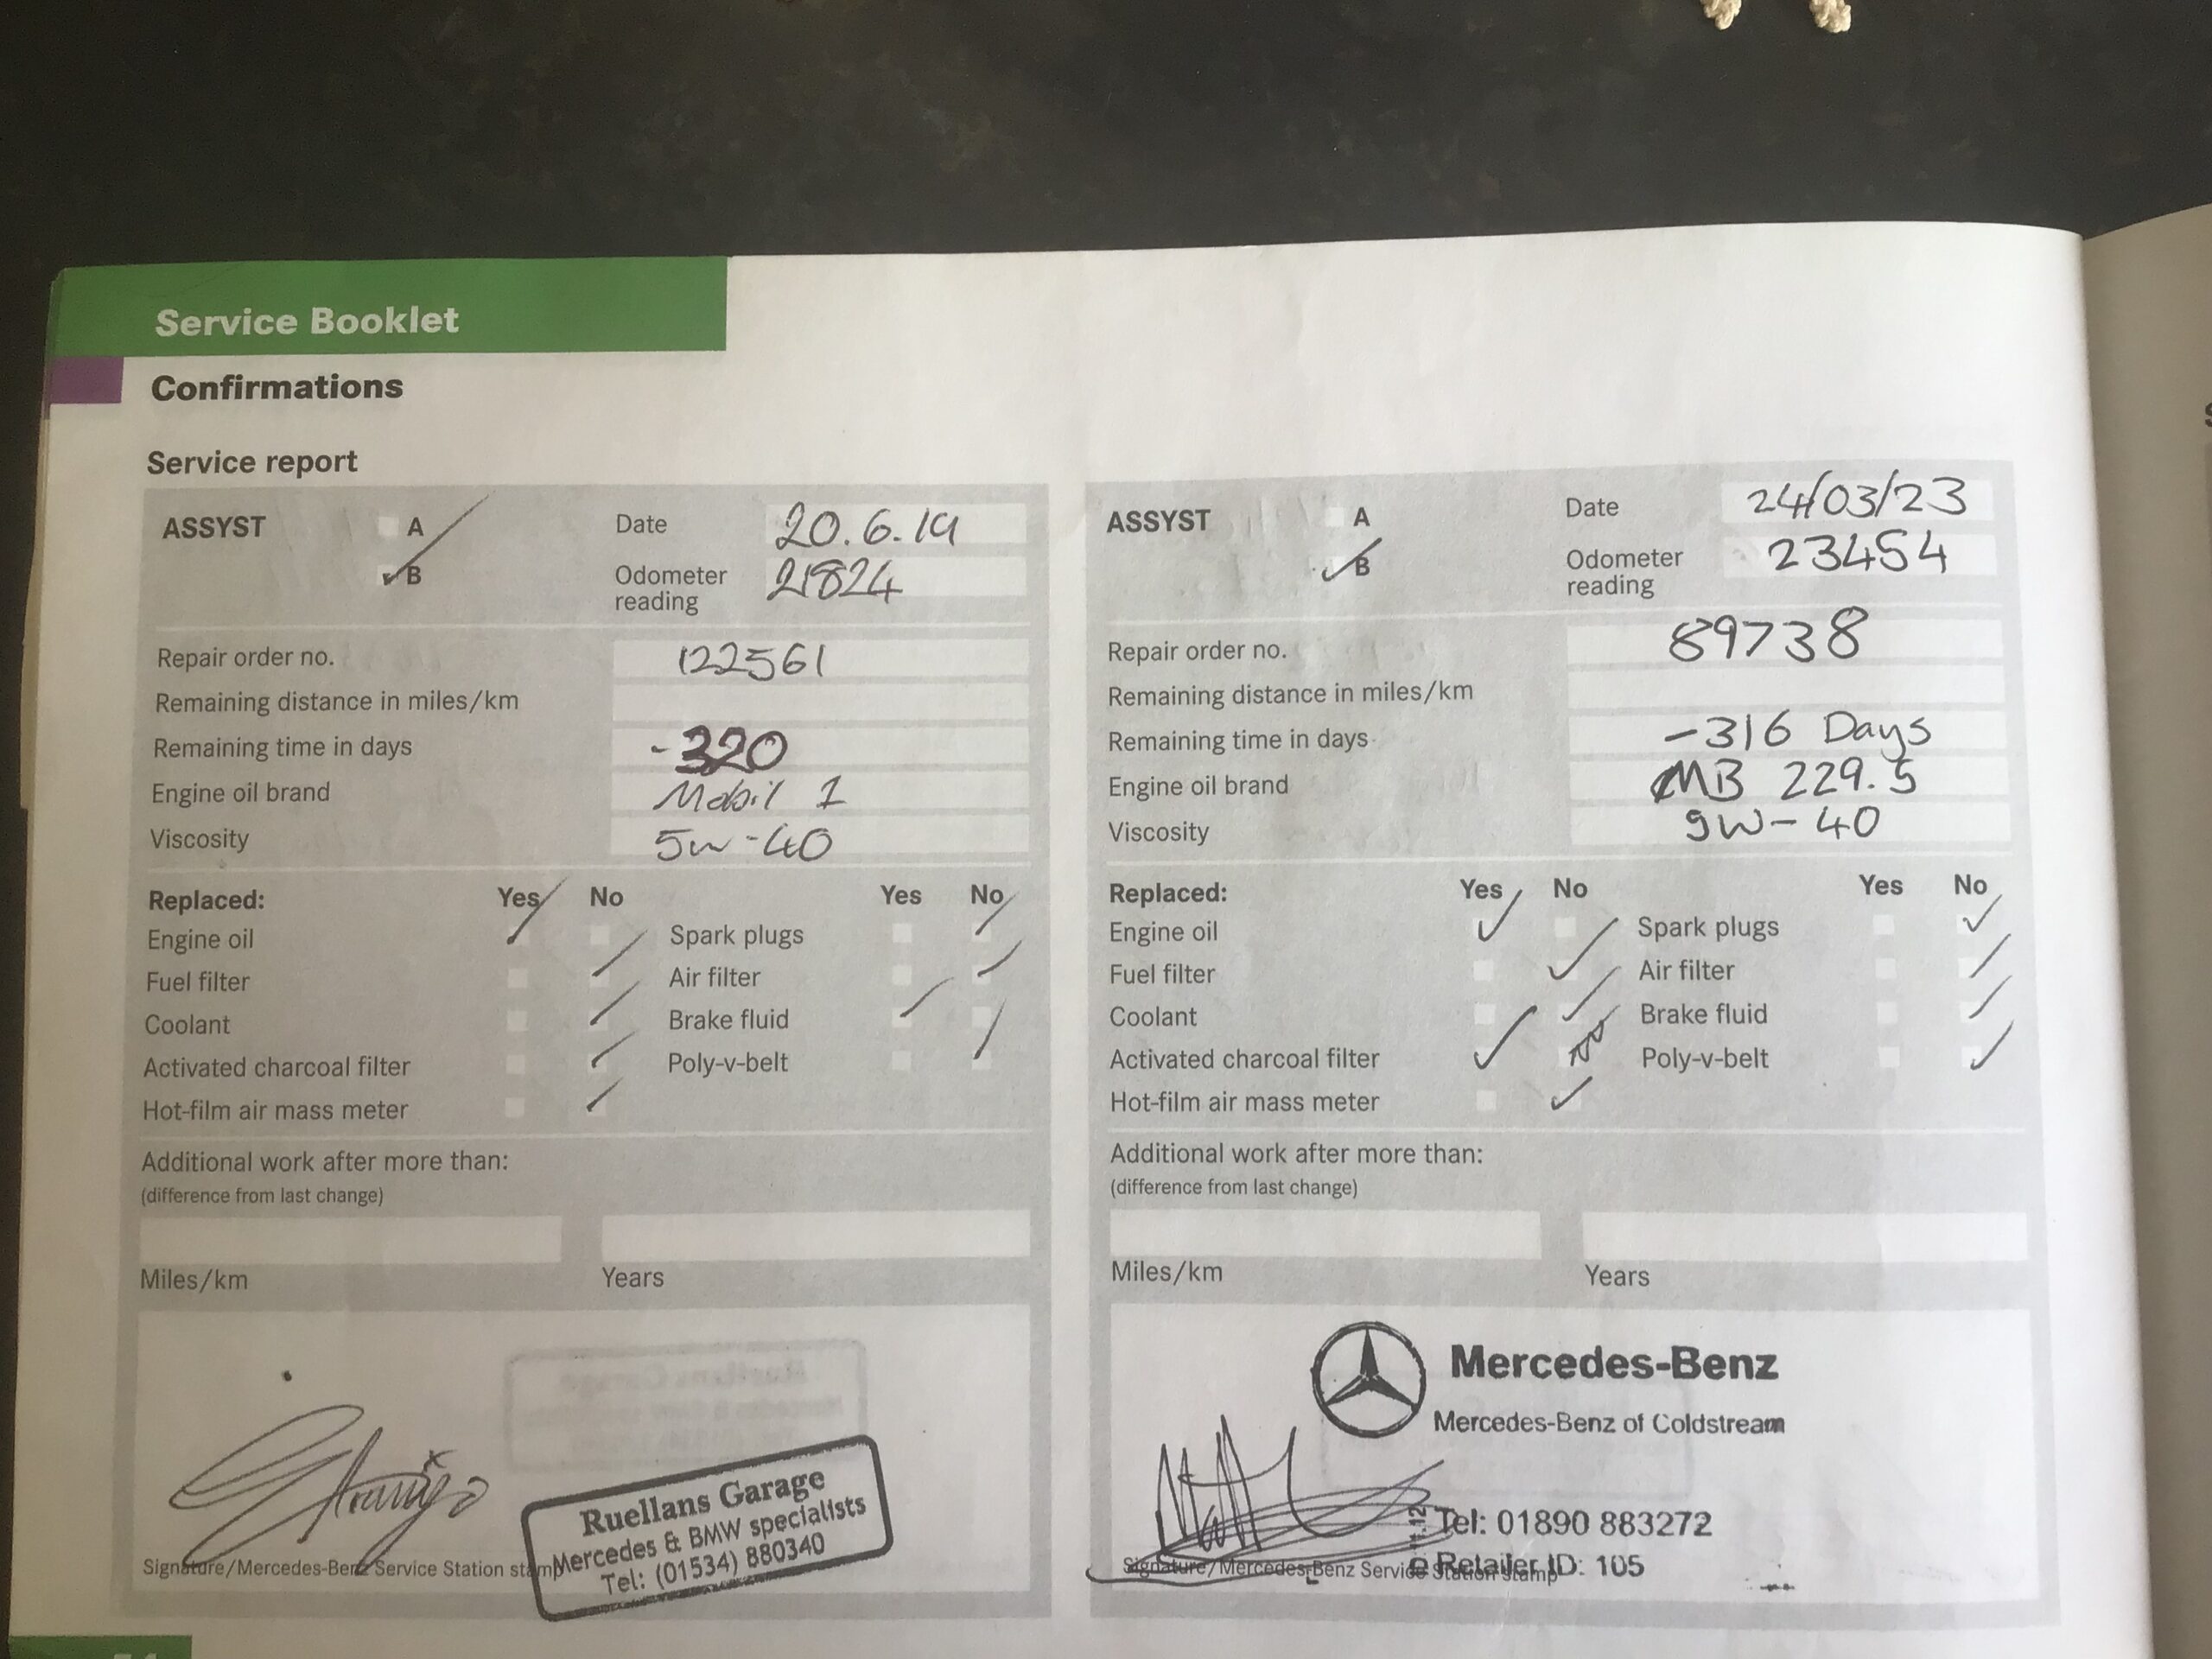 Service Booklet
Confirmations
Service report
ASSYST
A
B
Date
20.6.19
Odometer
reading
21824
Repair order no.
122561
Remaining distance in miles/km
Remaining time in days
-320
Engine oil brand
Mobil 1
Viscosity
5w-40
Replaced: Yes No Yes No
Engine oil Spark plugs
Fuel filter Air filter
Coolant Brake fluid
Activated charcoal filter Poly-v-belt
Hot-film air mass meter
Additional work after more than:
(difference from last change)
Miles/km Years
Ruellans Garage
Mercedes & BMW specialists
Tel: (01534) 880340
Signature/Mercedes-Benz Service Station stamp
ASSYST
A
B
Date
24/03/23
Odometer
reading
23454
Repair order no.
89738
Remaining distance in miles/km
Remaining time in days
-316 Days
Engine oil brand
MB 229.5
Viscosity
5W-40
Replaced: Yes No Yes No
Engine oil Spark plugs
Fuel filter Air filter
Coolant Brake fluid
Activated charcoal filter Poly-v-belt
Hot-film air mass meter
Additional work after more than:
(difference from last change)
Miles/km Years
Mercedes-Benz
Mercedes-Benz of Coldstream
Tel: 01890 883272
Retailer ID: 105
Signature/Mercedes-Benz Service Station stamp